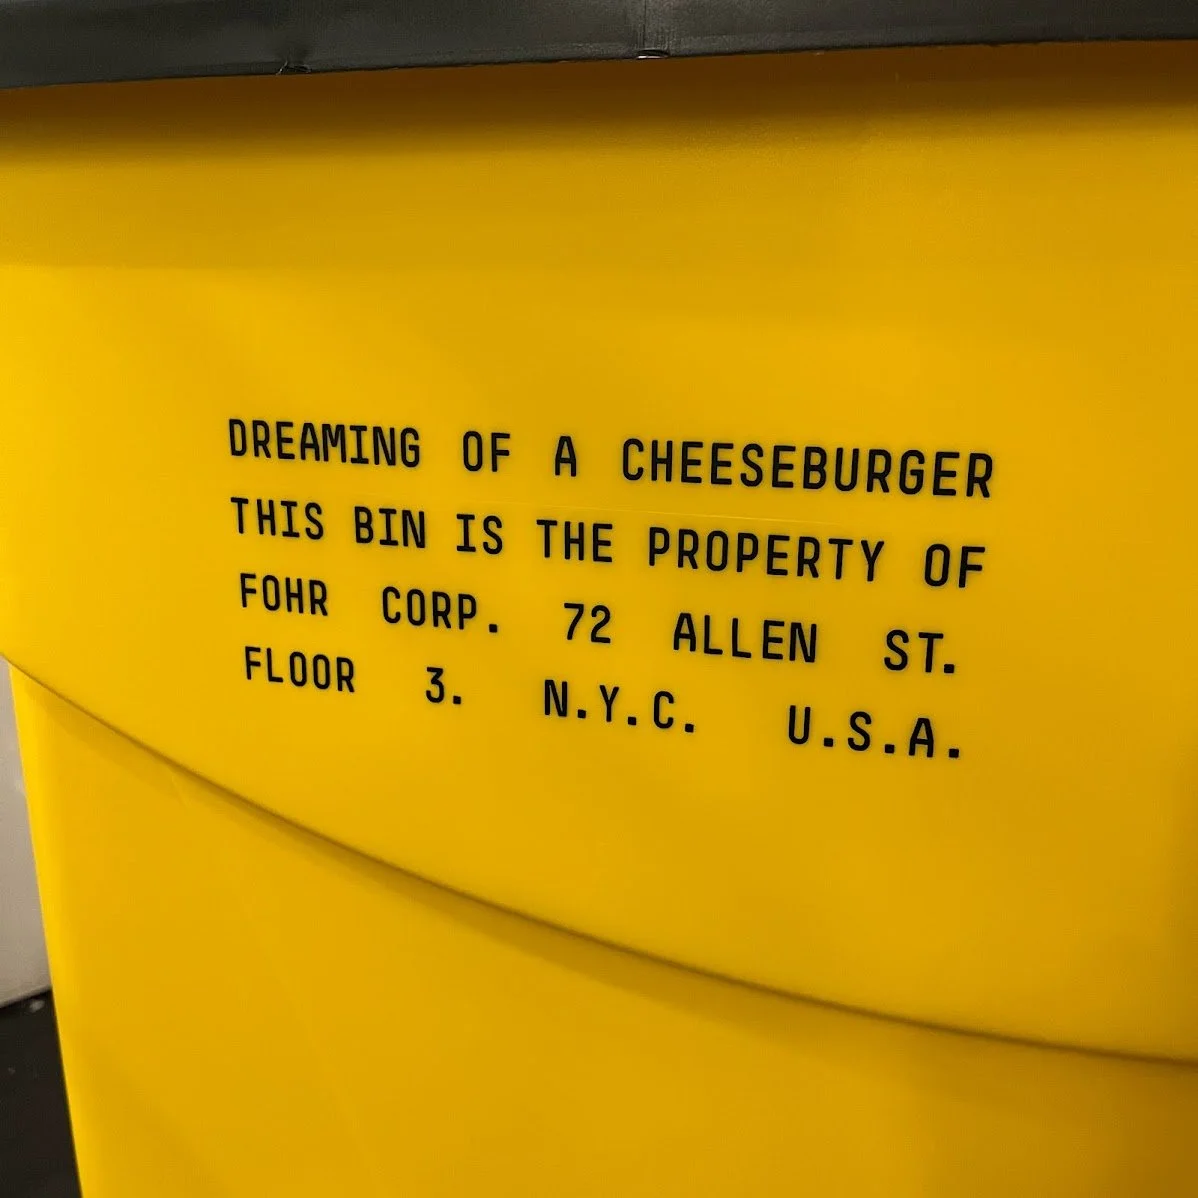 DREAMING OF A CHEESEBURGER
THIS BIN IS THE PROPERTY OF
FOHR CORP. 72 ALLEN ST.
FLOOR 3. N.Y.C. U.S.A.